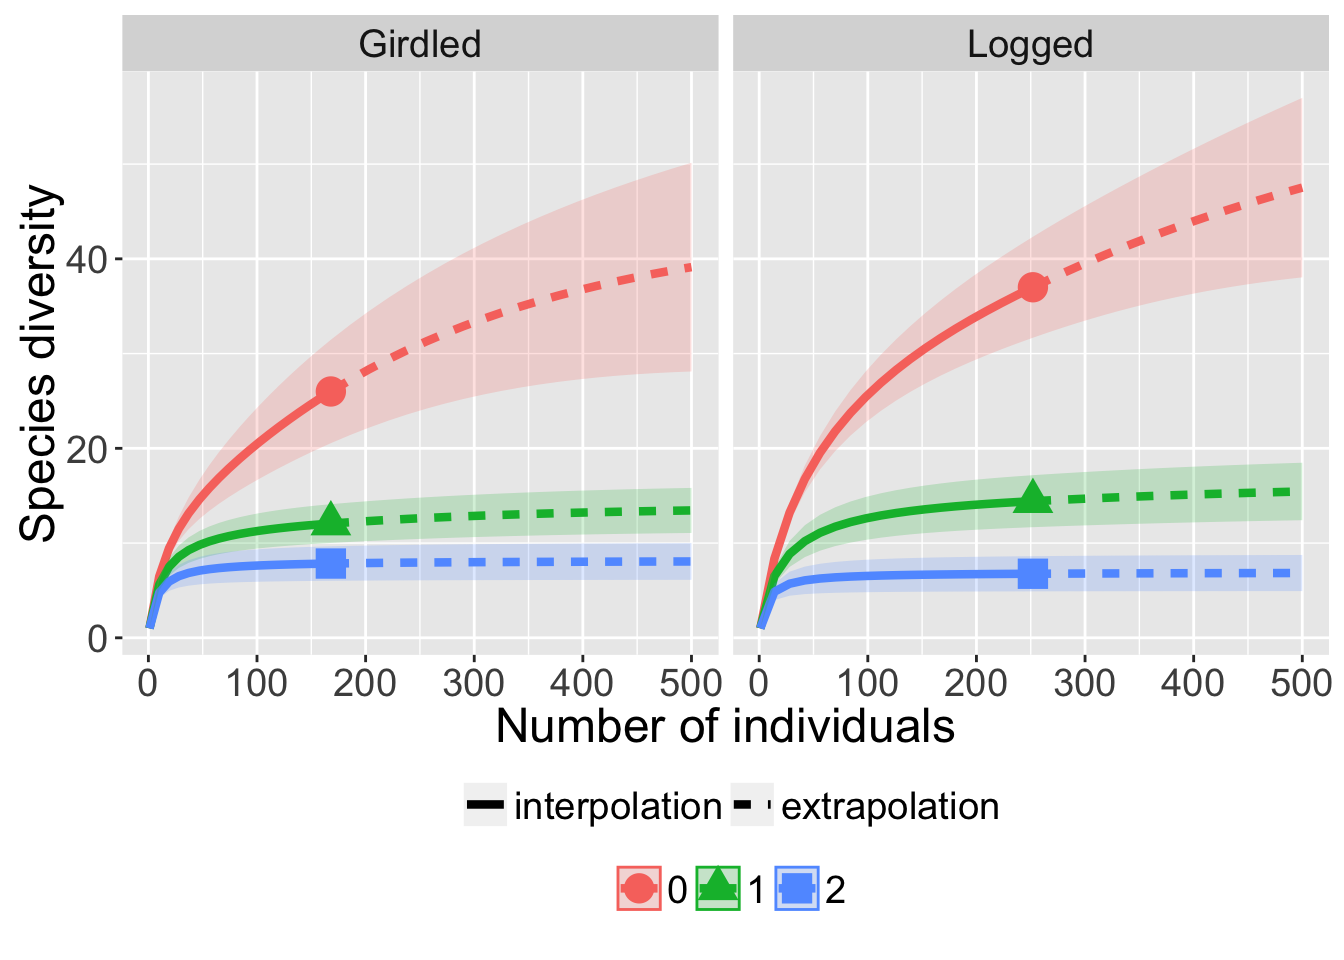 Girdled Logged
Species diversity
40
20
0
0 100 200 300 400 500 0 100 200 300 400 500
Number of individuals
interpolation extrapolation
0 1 2